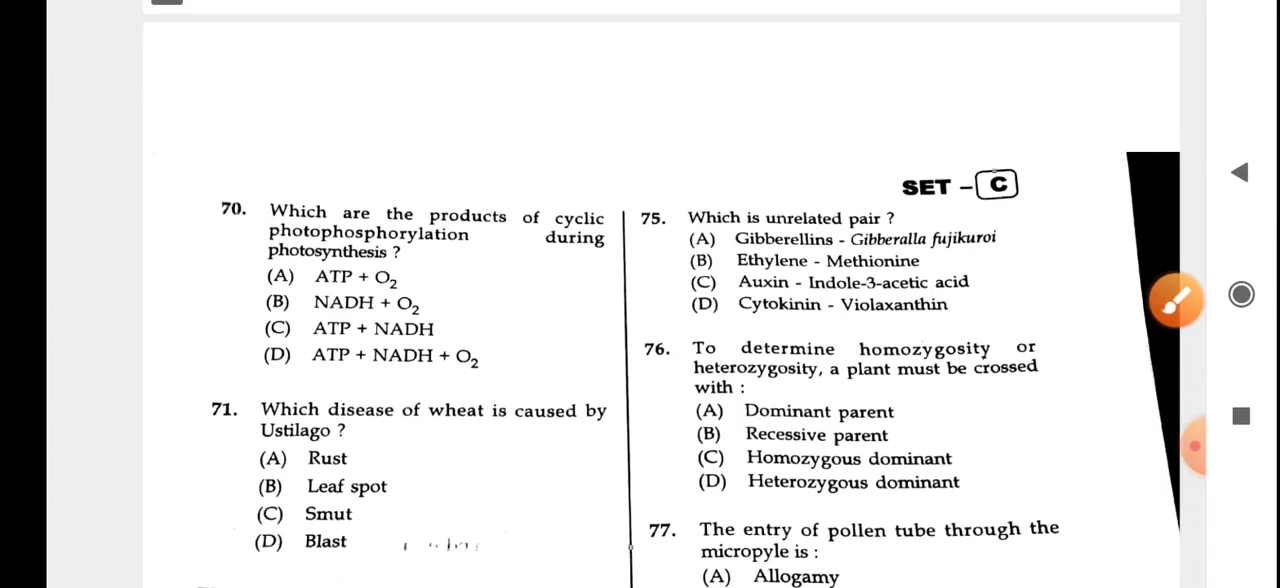 SET - C
70. Which are the products of cyclic
photophosphorylation during
photosynthesis ?
(A) ATP + O₂
(B) NADH + O₂
(C) ATP + NADH
(D) ATP + NADH + O₂
71. Which disease of wheat is caused by
Ustilago ?
(A) Rust
(B) Leaf spot
(C) Smut
(D) Blast
75. Which is unrelated pair ?
(A) Gibberellins - Gibberalla fujikuroi
(B) Ethylene - Methionine
(C) Auxin - Indole-3-acetic acid
(D) Cytokinin - Violaxanthin
76. To determine homozygosity or
heterozygosity, a plant must be crossed
with :
(A) Dominant parent
(B) Recessive parent
(C) Homozygous dominant
(D) Heterozygous dominant
77. The entry of pollen tube through the
micropyle is :
(A) Allogamy